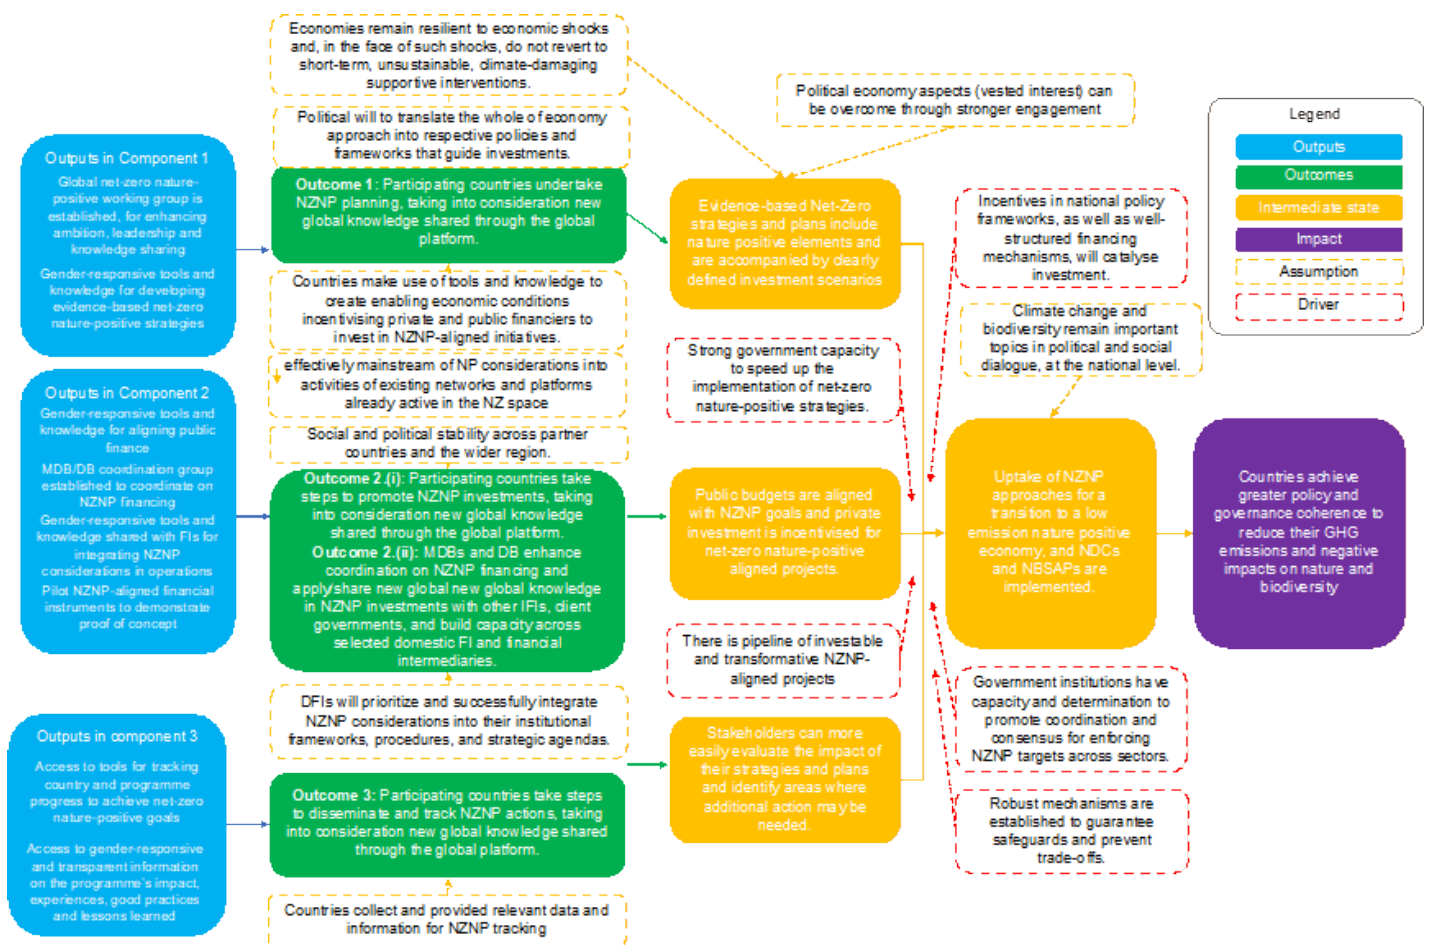 Economies remain resilient to economic shocks
and, in the face of such shocks, do not revert to
short-term, unsustainable, climate-damaging
supportive interventions.
Political will to translate the whole of economy
approach into respective policies and
frameworks that guide investments.
Political economy aspects (vested interest) can
be overcome through stronger engagement
Legend
Outputs
Outcomes
Intermediate state
Impact
Assumption
Driver
Outputs in Component 1
Global net-zero nature-
positive working group is
established, for enhancing
ambition, leadership and
knowledge sharing
Gender-responsive tools and
knowledge for developing
evidence-based net-zero
nature-positive strategies
Outcome 1: Participating countries undertake
NZNP planning, taking into consideration new
global knowledge shared through the global
platform.
Evidence-based Net-Zero
strategies and plans include
nature positive elements and
are accompanied by clearly
defined investment scenarios
Incentives in national policy
frameworks, as well as well-
structured financing
mechanisms, will catalyse
investment.
Countries make use of tools and knowledge to
create enabling economic conditions
incentivising private and public financiers to
invest in NZNP-aligned initiatives.
effectively mainstream of NP considerations into
activities of existing networks and platforms
already active in the NZ space
Social and political stability across partner
countries and the wider region.
Strong government capacity
to speed up the
implementation of net-zero
nature-positive strategies.
Climate change and
biodiversity remain important
topics in political and social
dialogue, at the national level.
Outputs in Component 2
Gender-responsive tools and
knowledge for aligning public
finance
MDB/DB coordination group
established to coordinate on
NZNP financing
Gender-responsive tools and
knowledge shared with FIs for
integrating NZNP
considerations in operations
Pilot NZNP-aligned financial
instruments to demonstrate
proof of concept
Outcome 2.(i): Participating countries take
steps to promote NZNP investments, taking
into consideration new global knowledge
shared through the global platform.
Outcome 2.(ii): MDBs and DB enhance
coordination on NZNP financing and
apply/share new global new global knowledge
in NZNP investments with other IFIs, client
governments, and build capacity across
selected domestic FI and financial
intermediaries.
Public budgets are aligned
with NZNP goals and private
investment is incentivised for
net-zero nature-positive
aligned projects.
Uptake of NZNP
approaches for a
transition to a low
emission nature positive
economy, and NDCs
and NBSAPs are
implemented.
Countries achieve
greater policy and
governance coherence to
reduce their GHG
emissions and negative
impacts on nature and
biodiversity
There is pipeline of investable
and transformative NZNP-
aligned projects
DFIs will prioritize and successfully integrate
NZNP considerations into their institutional
frameworks, procedures, and strategic agendas.
Government institutions have
capacity and determination to
promote coordination and
consensus for enforcing
NZNP targets across sectors.
Outputs in component 3
Access to tools for tracking
country and programme
progress to achieve net-zero
nature-positive goals
Access to gender-responsive
and transparent information
on the programme's impact,
experiences, good practices
and lessons learned
Outcome 3: Participating countries take steps
to disseminate and track NZNP actions, taking
into consideration new global knowledge shared
through the global platform.
Stakeholders can more
easily evaluate the impact of
their strategies and plans
and identify areas where
additional action may be
needed.
Robust mechanisms are
established to guarantee
safeguards and prevent
trade-offs.
Countries collect and provided relevant data and
information for NZNP tracking